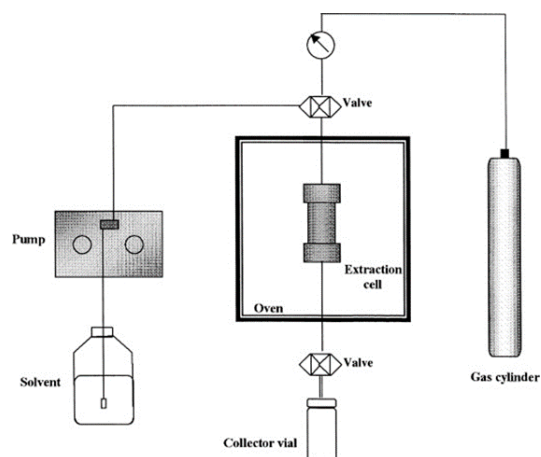 Valve
Pump
Extraction
cell
Oven
Solvent
Valve
Gas cylinder
Collector vial